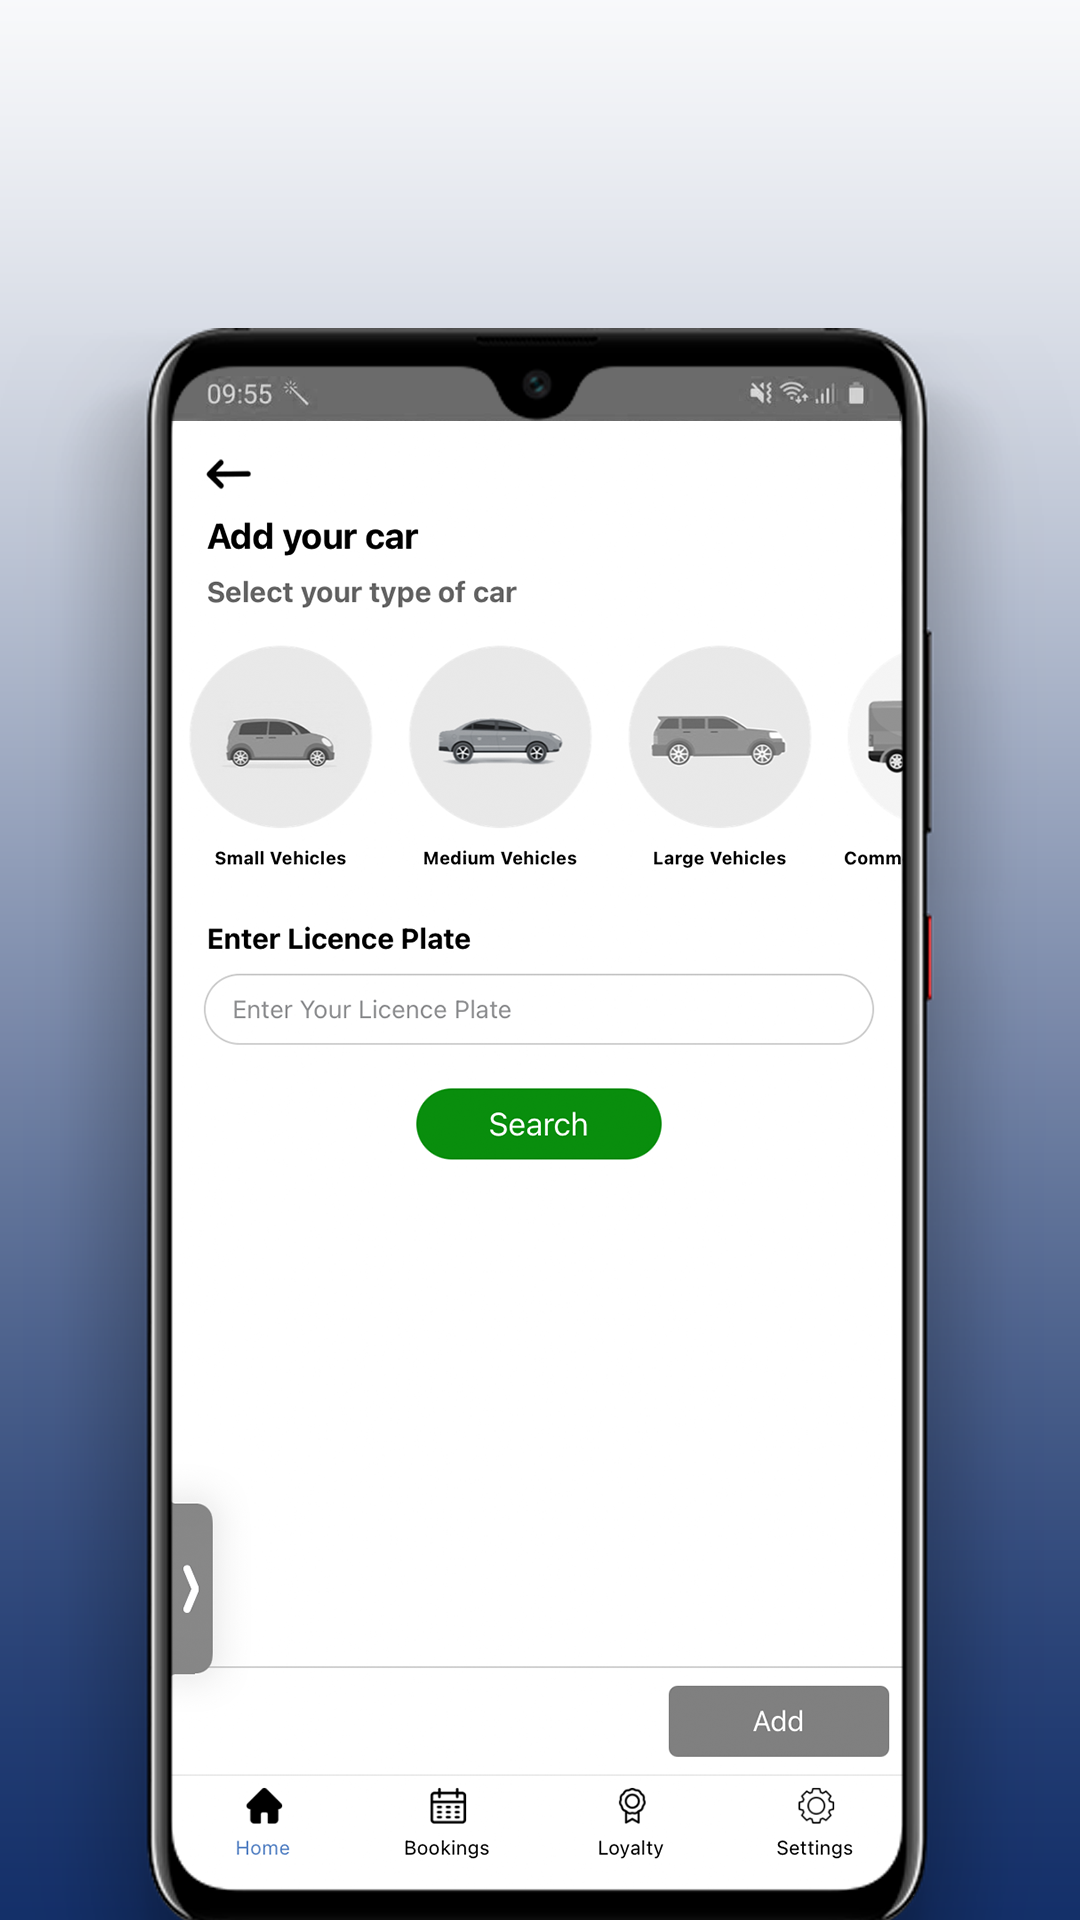 09:55
Add your car
Select your type of car
Small Vehicles
Medium Vehicles
Large Vehicles
Comm
Enter Licence Plate
Enter Your Licence Plate
Search
Add
Home
Bookings
Loyalty
Settings